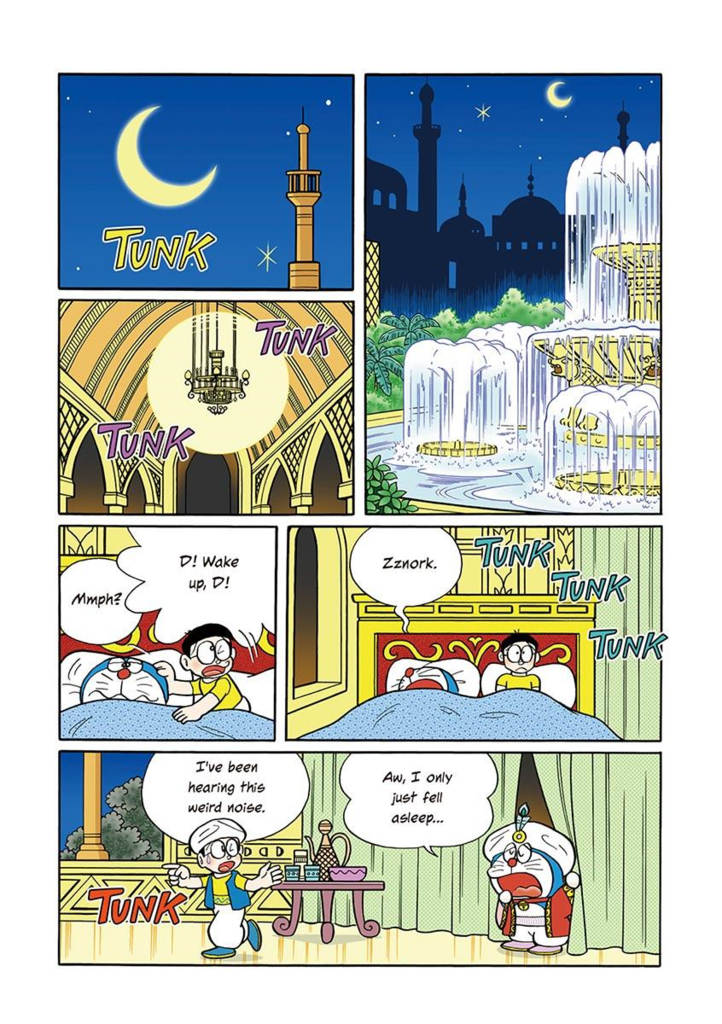 TUNK
TUNK
TUNK
TUNK
TUNK
TUNK
Zznork.
D! Wake
up, D!
Mmph?
Aw, I only
just fell
asleep...
I've been
hearing this
weird noise.
TUNK